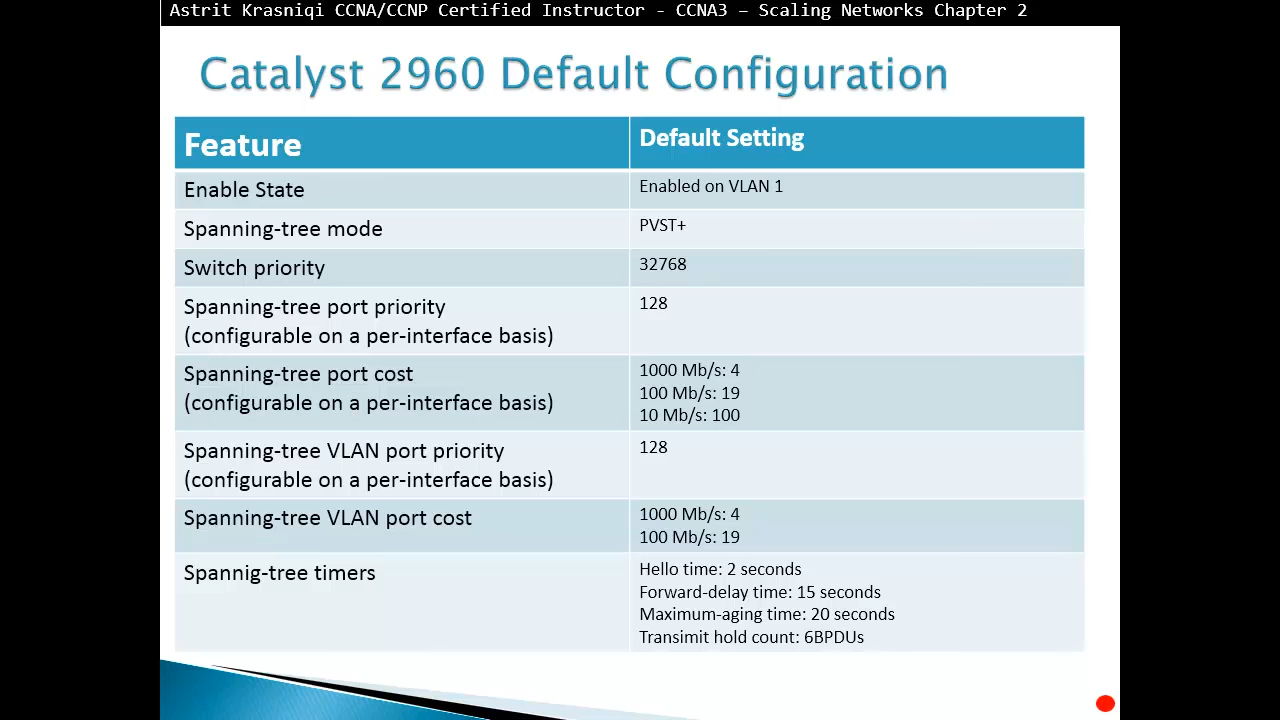 Astrit Krasniqi CCNA/CCNP Certified Instructor - CCNA3 – Scaling Networks Chapter 2
Catalyst 2960 Default Configuration
Feature
Default Setting
Enable State
Enabled on VLAN 1
Spanning-tree mode
PVST+
Switch priority
32768
Spanning-tree port priority
(configurable on a per-interface basis)
128
Spanning-tree port cost
(configurable on a per-interface basis)
1000 Mb/s: 4
100 Mb/s: 19
10 Mb/s: 100
Spanning-tree VLAN port priority
(configurable on a per-interface basis)
128
Spanning-tree VLAN port cost
1000 Mb/s: 4
100 Mb/s: 19
Spannig-tree timers
Hello time: 2 seconds
Forward-delay time: 15 seconds
Maximum-aging time: 20 seconds
Transimit hold count: 6BPDUs